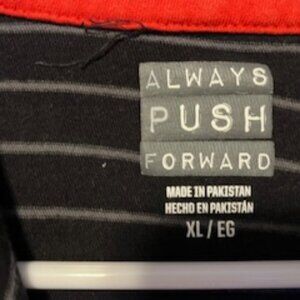 ALWAYS
PUSH
FORWARD
MADE IN PAKISTAN
HECHO EN PAKISTÁN
XL / EG